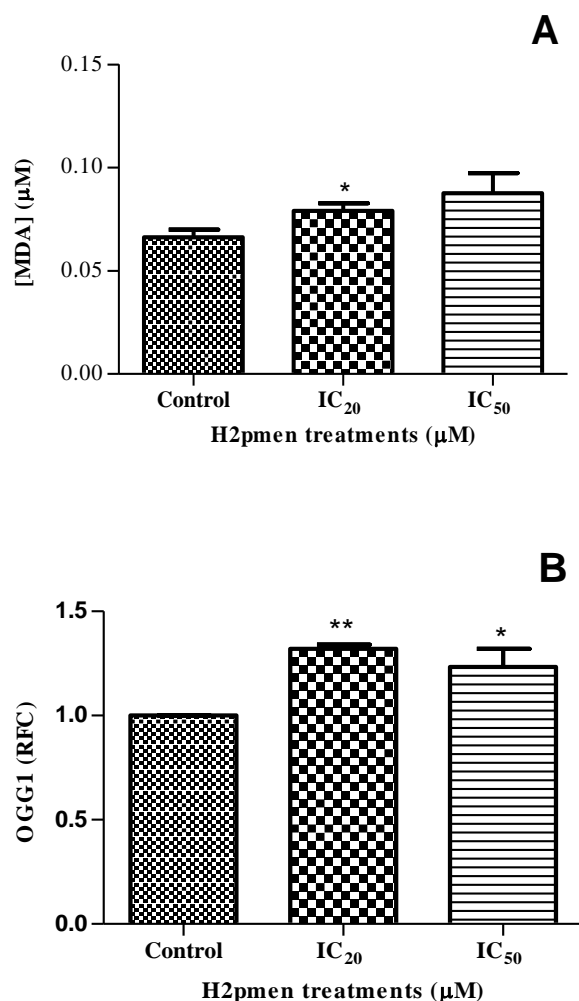 A
0.15
0.10
0.05
0.00
[MDA] (μM)
*
Control IC20 IC50
H2pmen treatments (μM)
B
1.5
1.0
0.5
0.0
OGG1 (RFC)
** *
Control IC20 IC50
H2pmen treatments (μM)